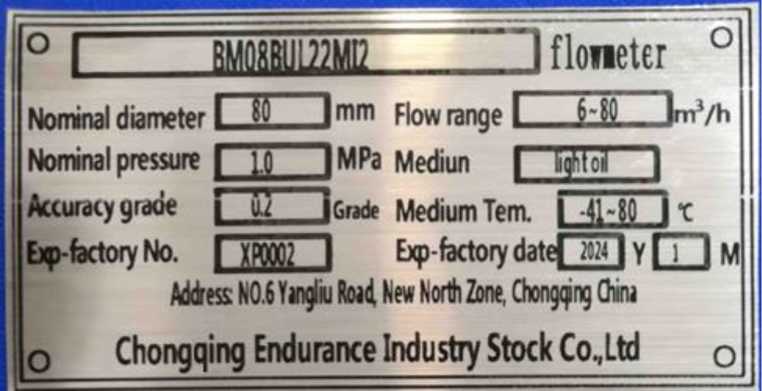 BM08BUL22MI2 flowmeter
Nominal diameter 80 mm Flow range 6~80 m³/h
Nominal pressure 1.0 MPa Mediun light oil
Accuracy grade 0.2 Grade Medium Tem. -41~80 ℃
Exp-factory No. XP0002 Exp-factory date 2024 Y 1 M
Address: NO.6 Yangliu Road, New North Zone, Chongqing China
Chongqing Endurance Industry Stock Co.,Ltd